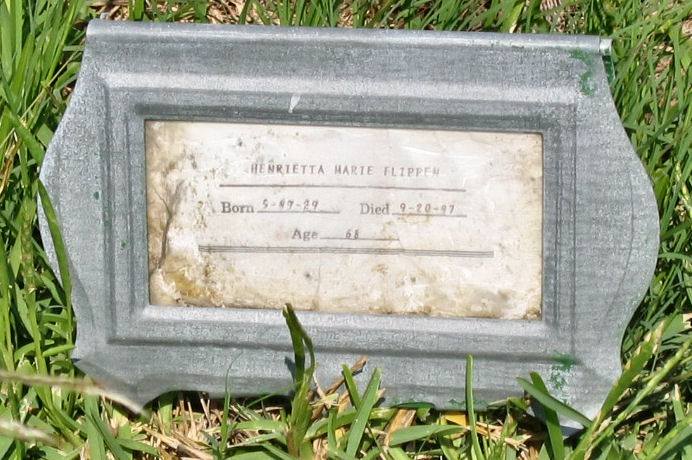 HENRIETTA MARIE FLIPPEN
Born 5-07-29 Died 9-20-97
Age 68